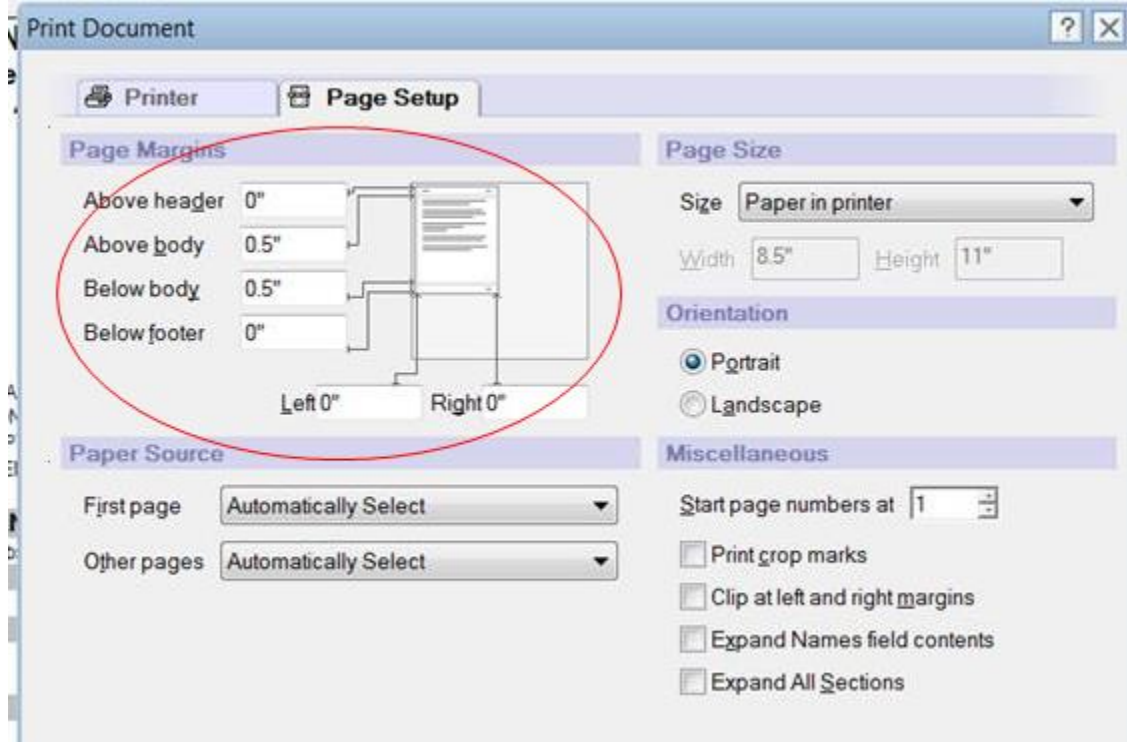 Print Document
Printer Page Setup
Page Margins
Above header 0"
Above body 0.5"
Below body 0.5"
Below footer 0"
Left 0" Right 0"
Paper Source
First page Automatically Select
Other pages Automatically Select
Page Size
Size Paper in printer
Width 8.5" Height 11"
Orientation
Portrait
Landscape
Miscellaneous
Start page numbers at 1
Print crop marks
Clip at left and right margins
Expand Names field contents
Expand All Sections